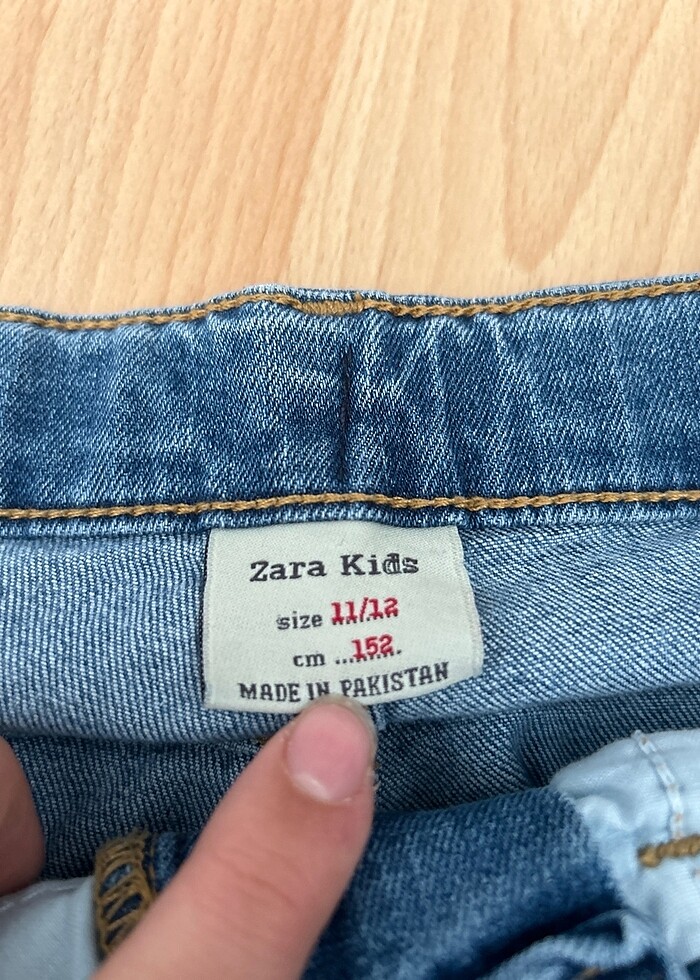 Zara Kids
size 11/12
cm ...152.
MADE IN PAKISTAN